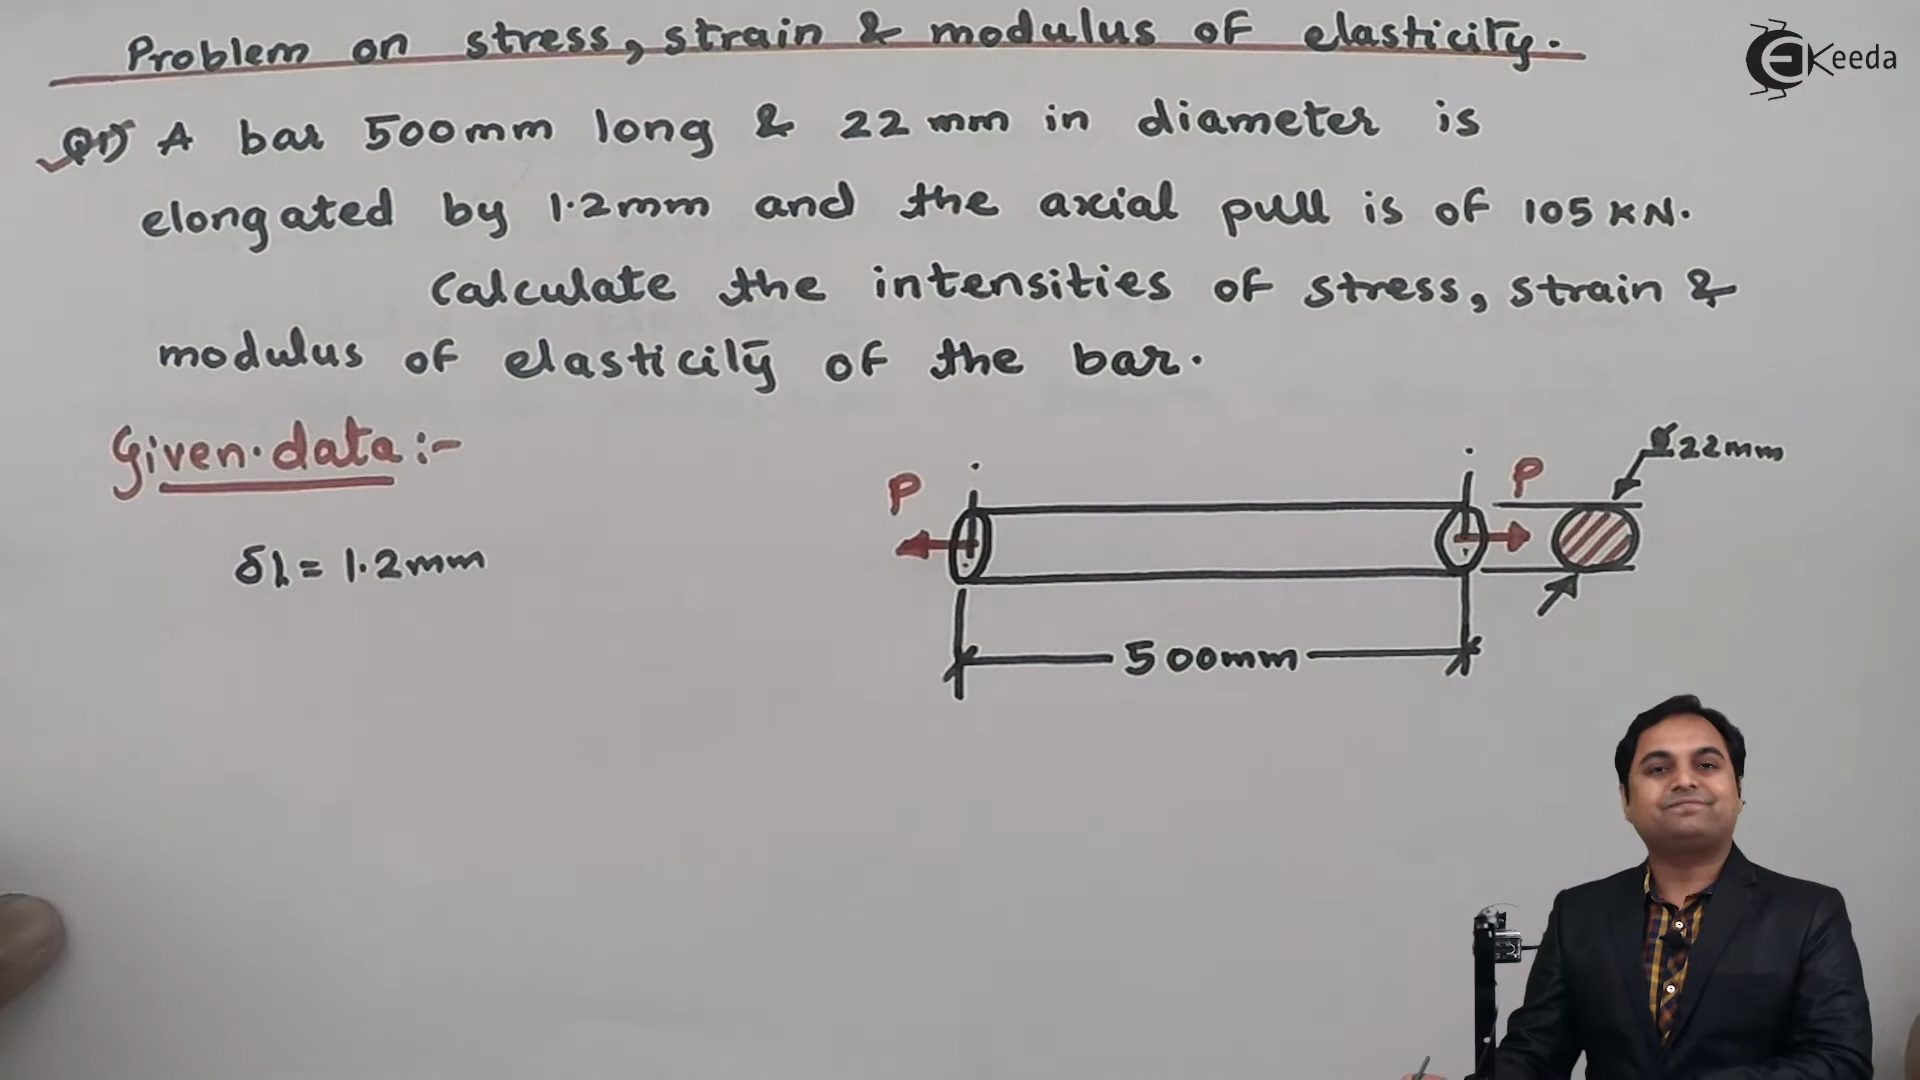 Problem on stress, strain & modulus of elasticity.
EKeeda
Q1) A bar 500mm long & 22 mm in diameter is
elongated by 1.2mm and the axial pull is of 105 KN.
Calculate the intensities of stress, strain &
modulus of elasticity of the bar.
Given data:-
δL = 1.2mm
P
P
Ø22mm
500mm